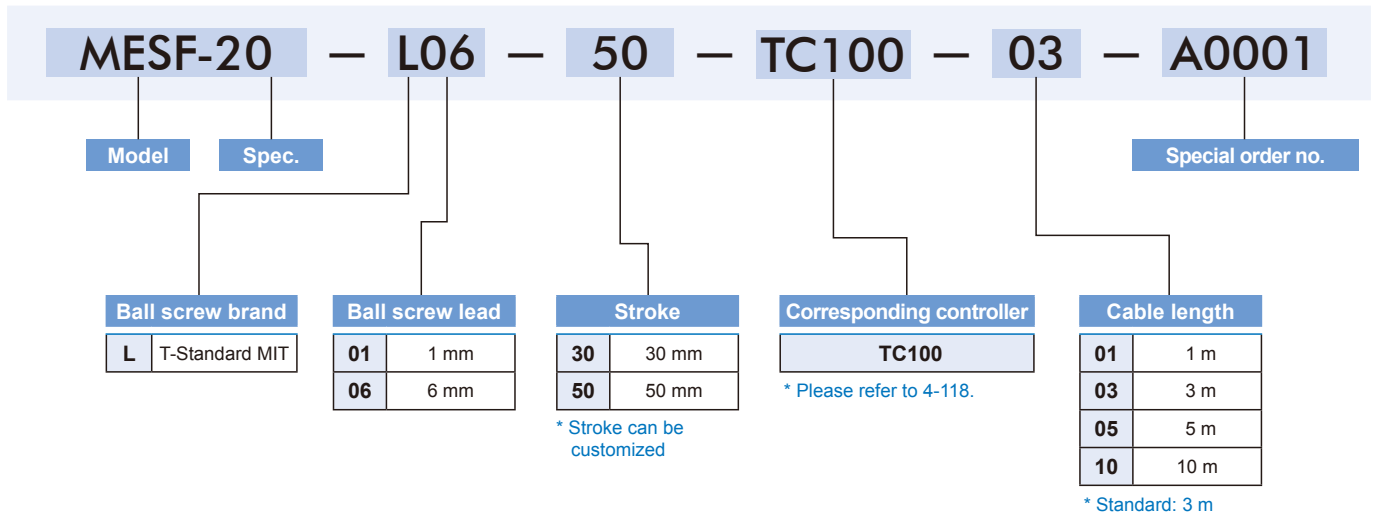 MESF-20 — L06 — 50 — TC100 — 03 — A0001
Model Spec. Special order no.
Ball screw brand
L T-Standard MIT
Ball screw lead
01 1 mm
06 6 mm
Stroke
30 30 mm
50 50 mm
* Stroke can be
customized
Corresponding controller
TC100
* Please refer to 4-118.
Cable length
01 1 m
03 3 m
05 5 m
10 10 m
* Standard: 3 m